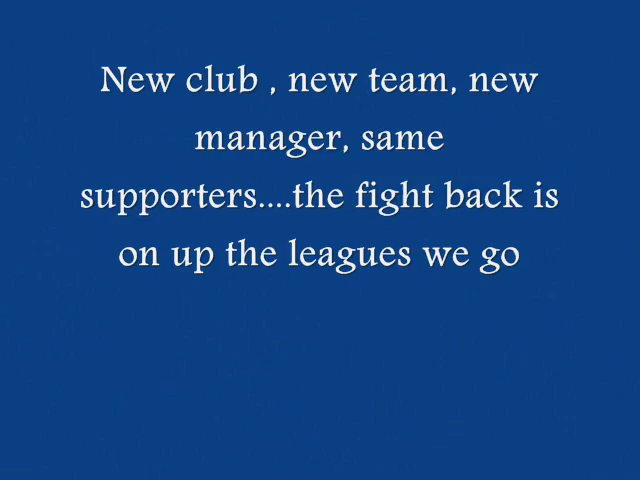 New club , new team, new
manager, same
supporters....the fight back is
on up the leagues we go